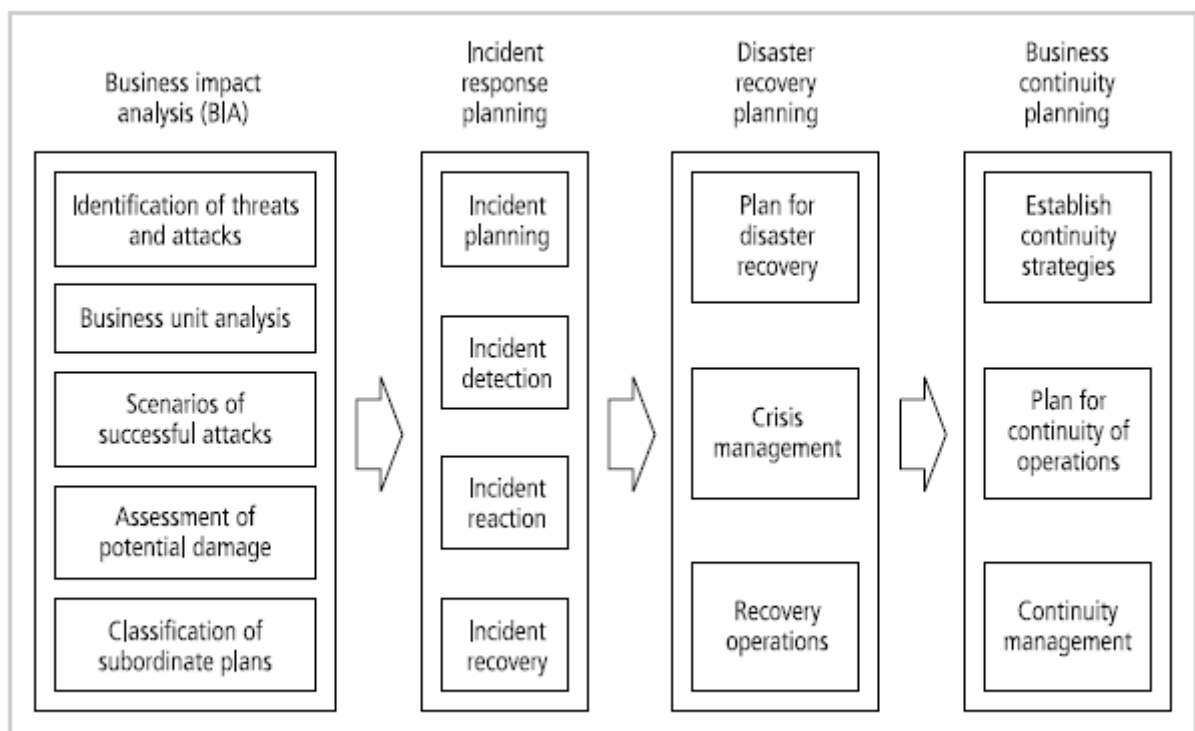 Business impact
analysis (BIA)
Incident
response
planning
Disaster
recovery
planning
Business
continuity
planning
Identification of threats
and attacks
Business unit analysis
Scenarios of
successful attacks
Assessment of
potential damage
Classification of
subordinate plans
Incident
planning
Incident
detection
Incident
reaction
Incident
recovery
Plan for
disaster
recovery
Crisis
management
Recovery
operations
Establish
continuity
strategies
Plan for
continuity of
operations
Continuity
management